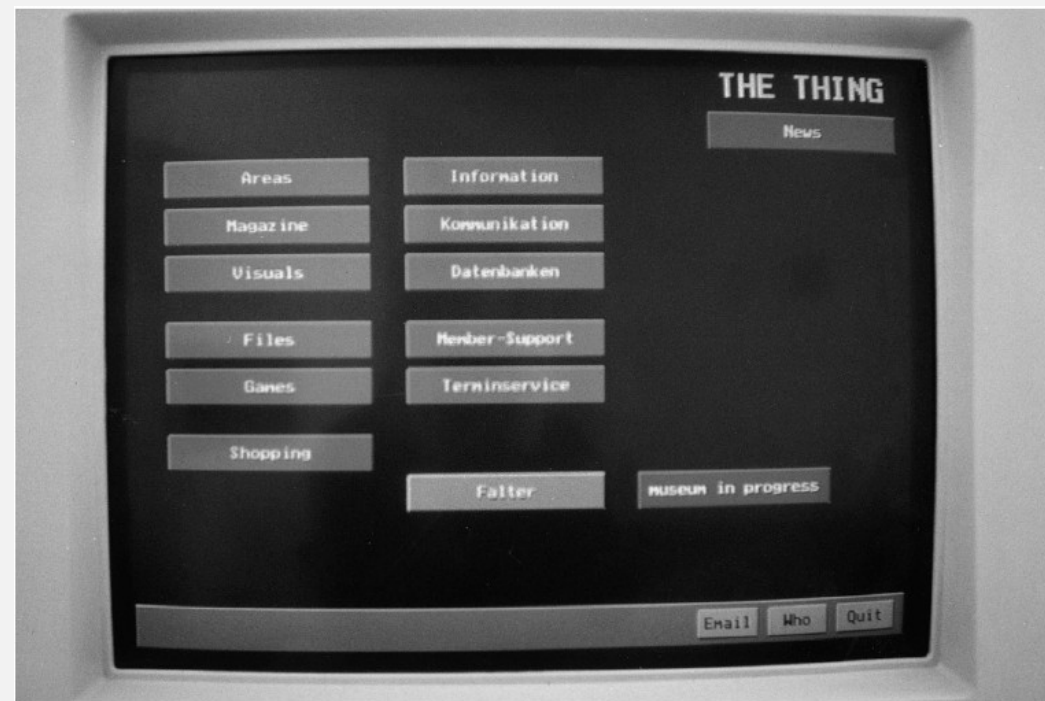 THE THING
News
Areas
Information
Magazine
Kommunikation
Visuals
Datenbanken
Files
Member-Support
Games
Terminservice
Shopping
Falter
museum in progress
Email
Who
Quit